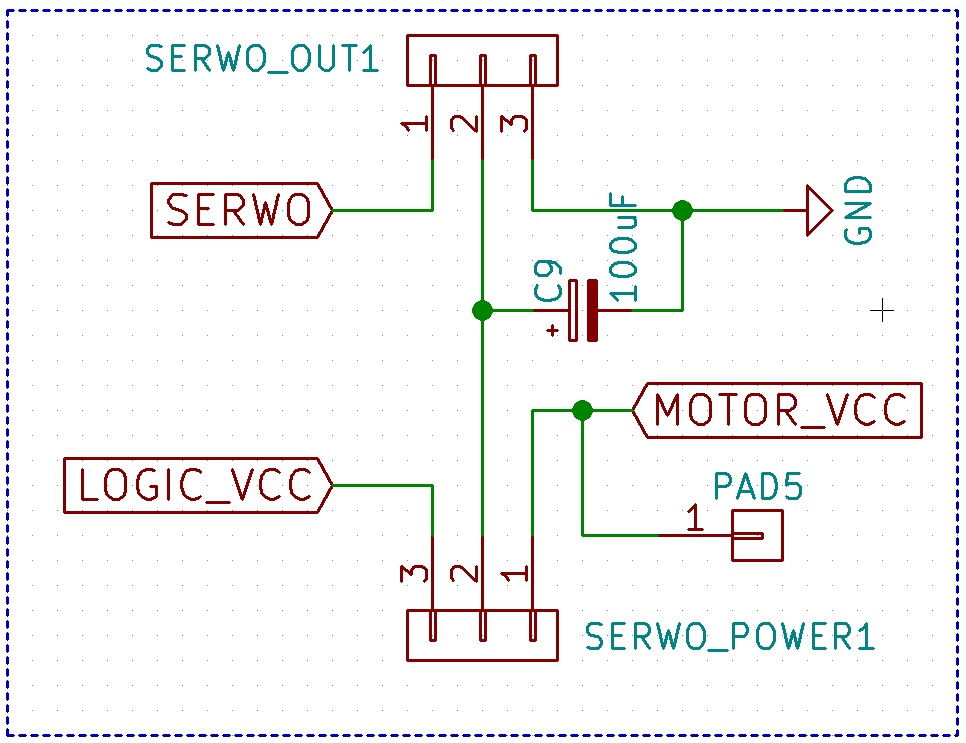 SERWO_OUT1
1 2 3
SERWO
GND
C9
100uF
+
MOTOR_VCC
LOGIC_VCC
PAD5
1
3 2 1
SERWO_POWER1